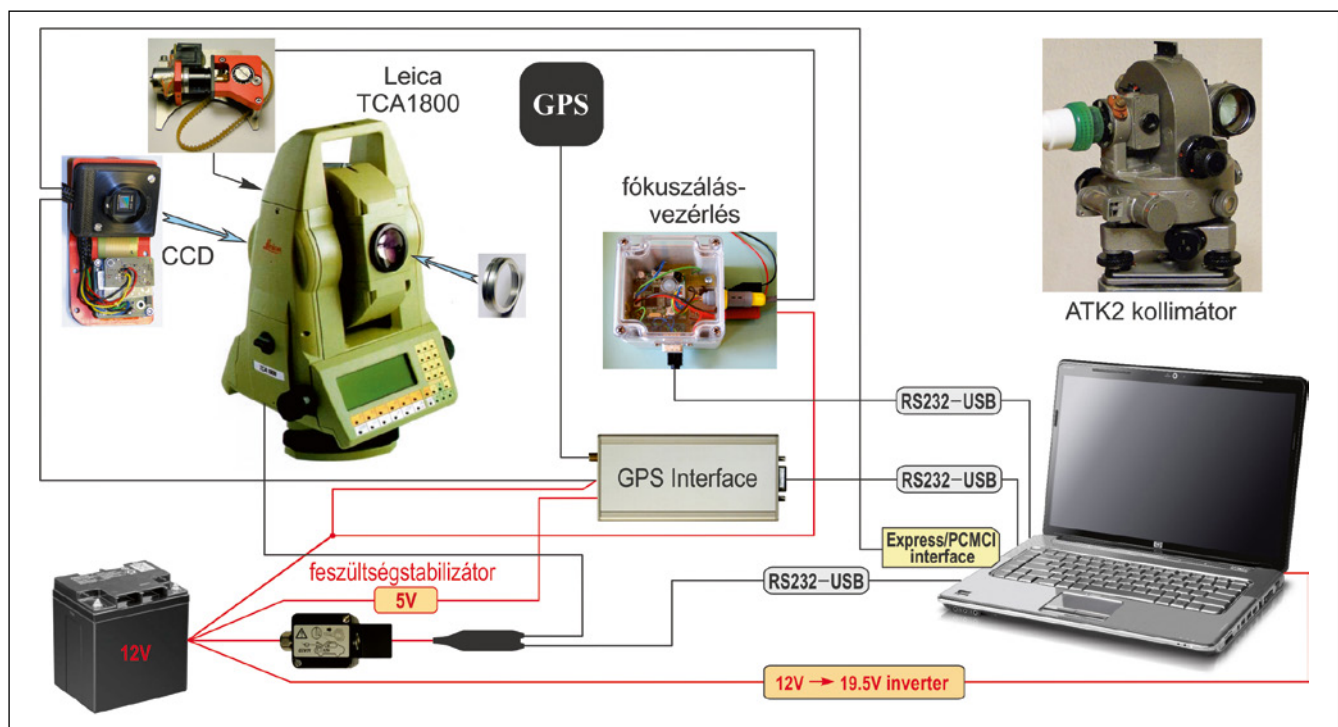 Leica
TCA1800
GPS
fókuszálás-
vezérlés
CCD
ATK2 kollimátor
RS232–USB
GPS Interface
RS232–USB
Express/PCMCI
interface
feszültségstabilizátor
RS232–USB
5V
12V
12V → 19.5V inverter